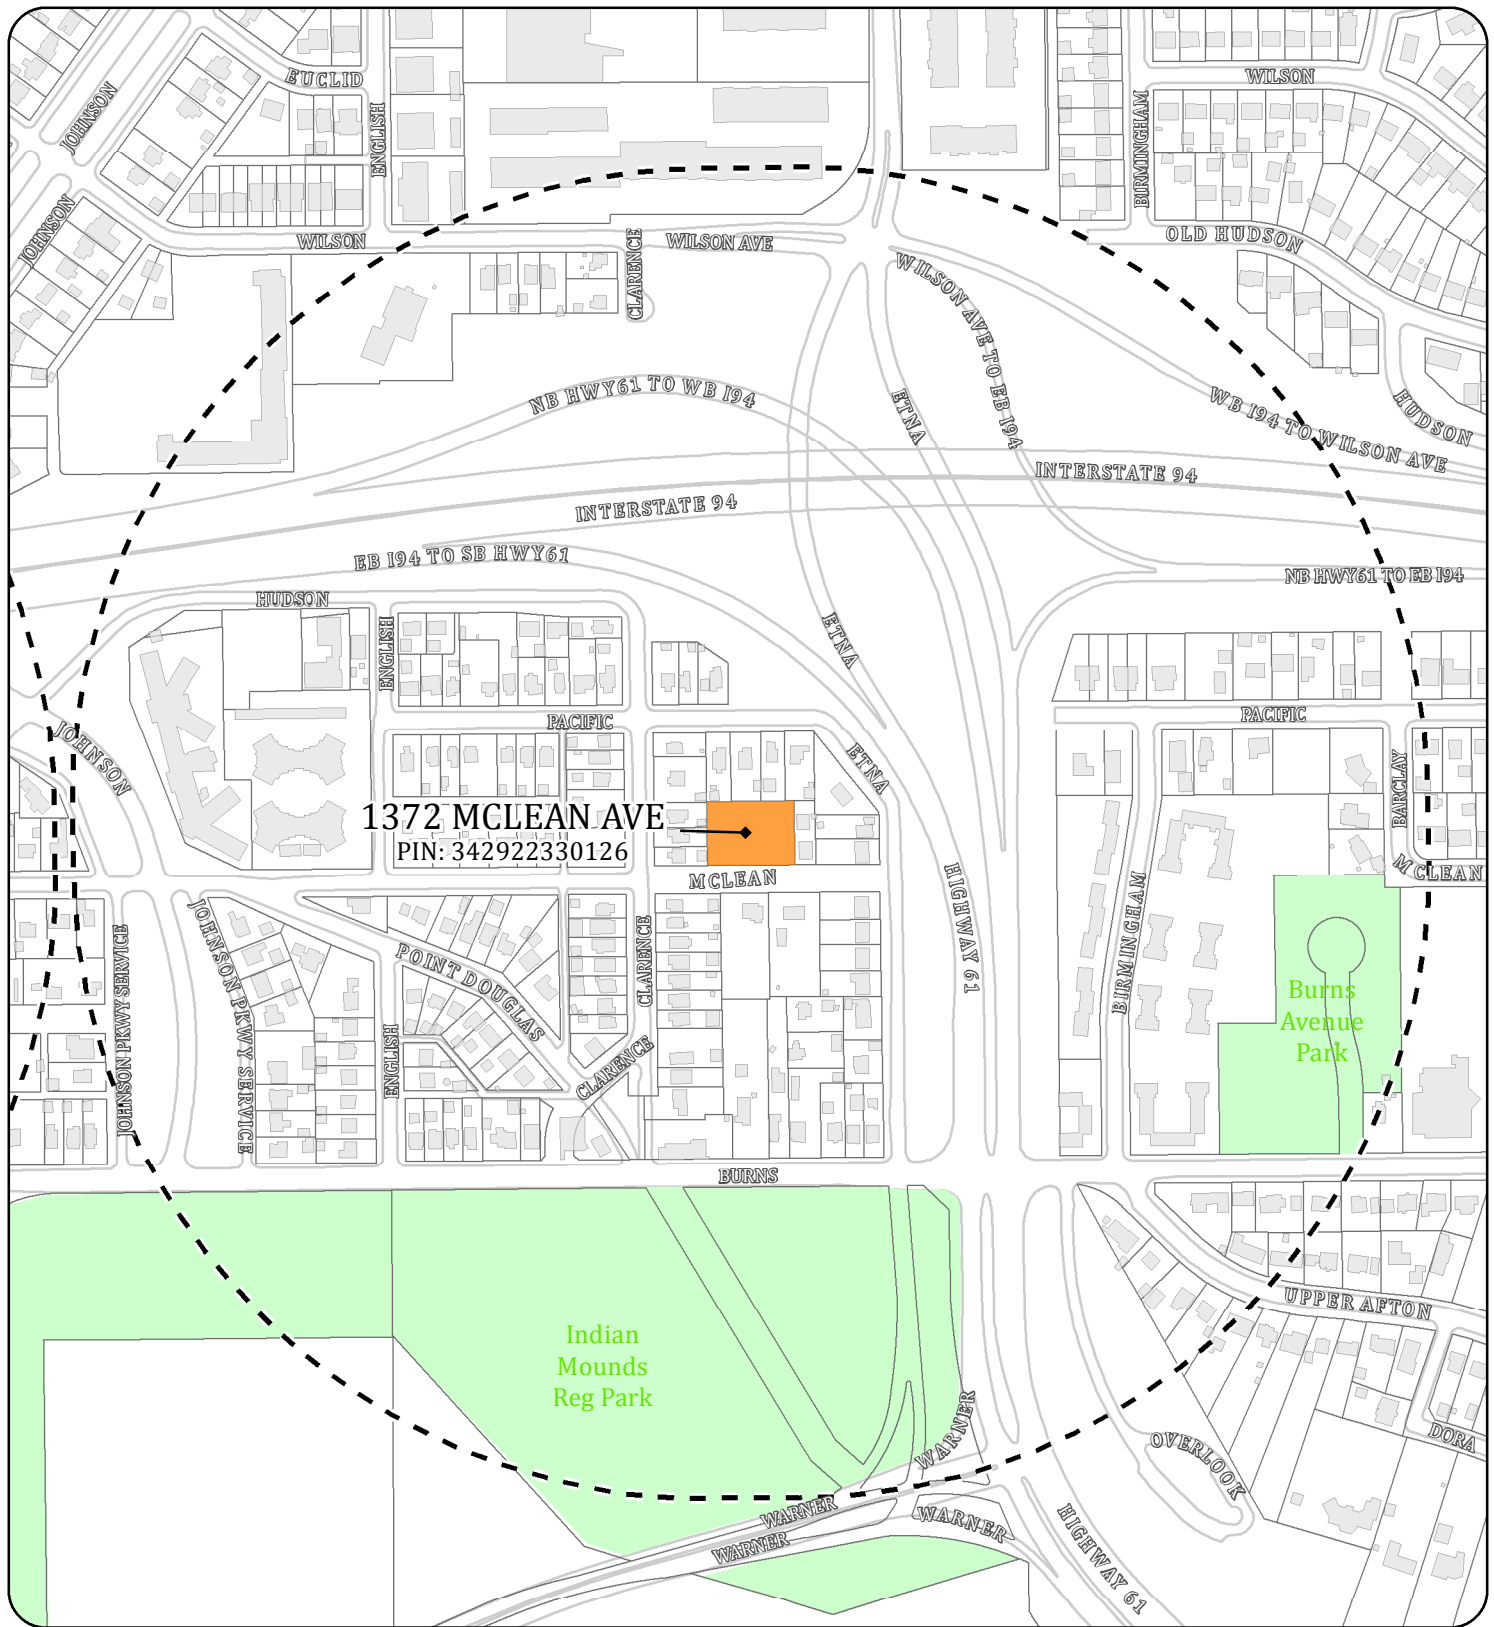 EUCLID
WILSON
JOHNSON
ENGLISH
BIRMINGHAM
JOHNSON
WILSON
CLARENCE
WILSON AVE
OLD HUDSON
WILSON AVE TO EB I94
NB HWY61 TO WB I94
ETNA
WB I94 TO WILSON AVE
HUDSON
INTERSTATE 94
INTERSTATE 94
EB I94 TO SB HWY61
NB HWY61 TO EB I94
HUDSON
ENGLISH
ETNA
PACIFIC
PACIFIC
JOHNSON
ETNA
BARCLAY
1372 MCLEAN AVE
PIN: 342922330126
MCLEAN
MCLEAN
HIGHWAY 61
BIRMINGHAM
JOHNSON PKWY SERVICE
JOHNSON PKWY SERVICE
POINT DOUGLAS
CLARENCE
Burns
Avenue
Park
ENGLISH
CLARENCE
BURNS
UPPER AFTON
Indian
Mounds
Reg Park
WARNER
OVERLOOK
DORA
WARNER
WARNER
WARNER
HIGHWAY 61